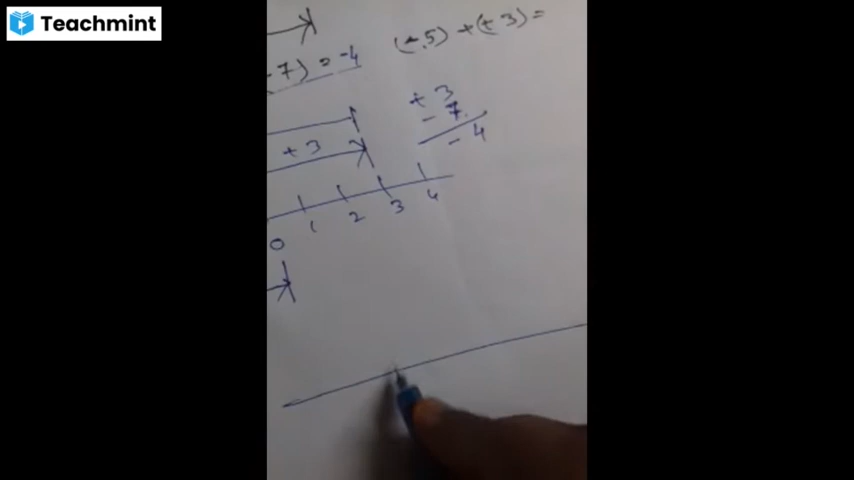 Teachmint
(+5) + (+3) =
-7) = -4
+3
-7
-4
+3
0 1 2 3 4